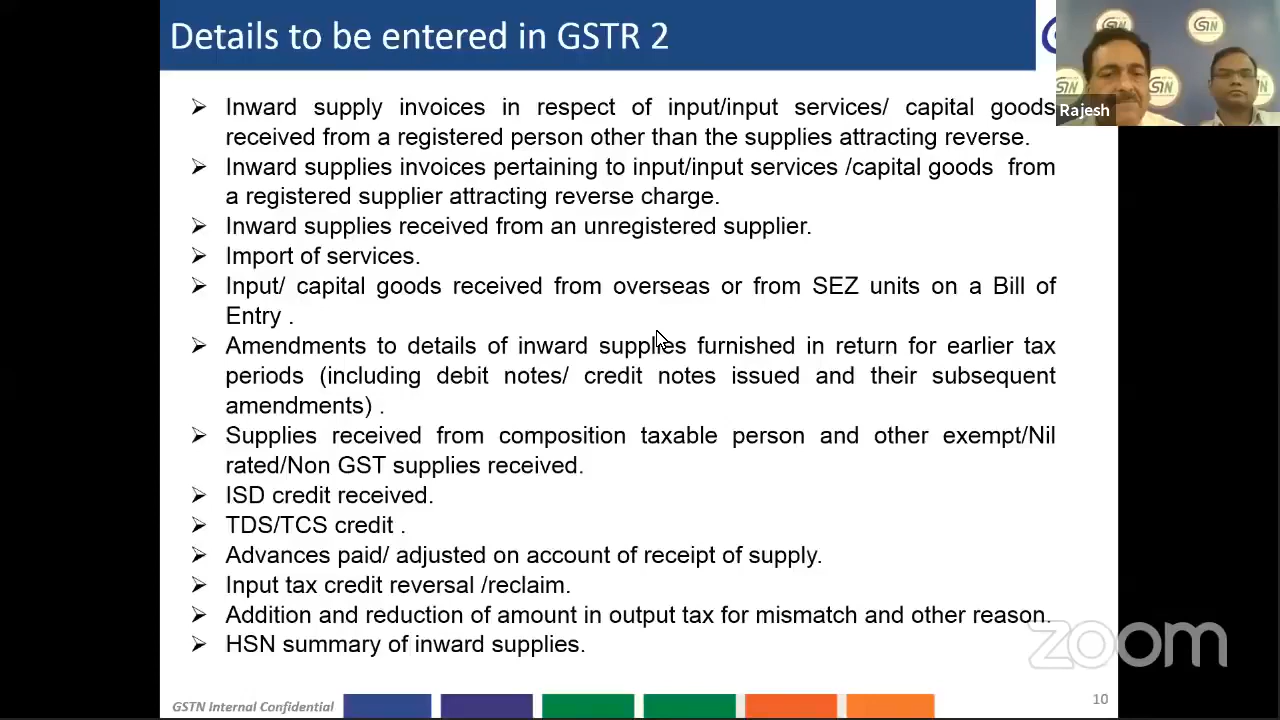 Details to be entered in GSTR 2
Rajesh
➢ Inward supply invoices in respect of input/input services/ capital goods
received from a registered person other than the supplies attracting reverse.
➢ Inward supplies invoices pertaining to input/input services /capital goods from
a registered supplier attracting reverse charge.
➢ Inward supplies received from an unregistered supplier.
➢ Import of services.
➢ Input/ capital goods received from overseas or from SEZ units on a Bill of
Entry .
➢ Amendments to details of inward supplies furnished in return for earlier tax
periods (including debit notes/ credit notes issued and their subsequent
amendments) .
➢ Supplies received from composition taxable person and other exempt/Nil
rated/Non GST supplies received.
➢ ISD credit received.
➢ TDS/TCS credit .
➢ Advances paid/ adjusted on account of receipt of supply.
➢ Input tax credit reversal /reclaim.
➢ Addition and reduction of amount in output tax for mismatch and other reason.
➢ HSN summary of inward supplies.
zoom
GSTN Internal Confidential
10